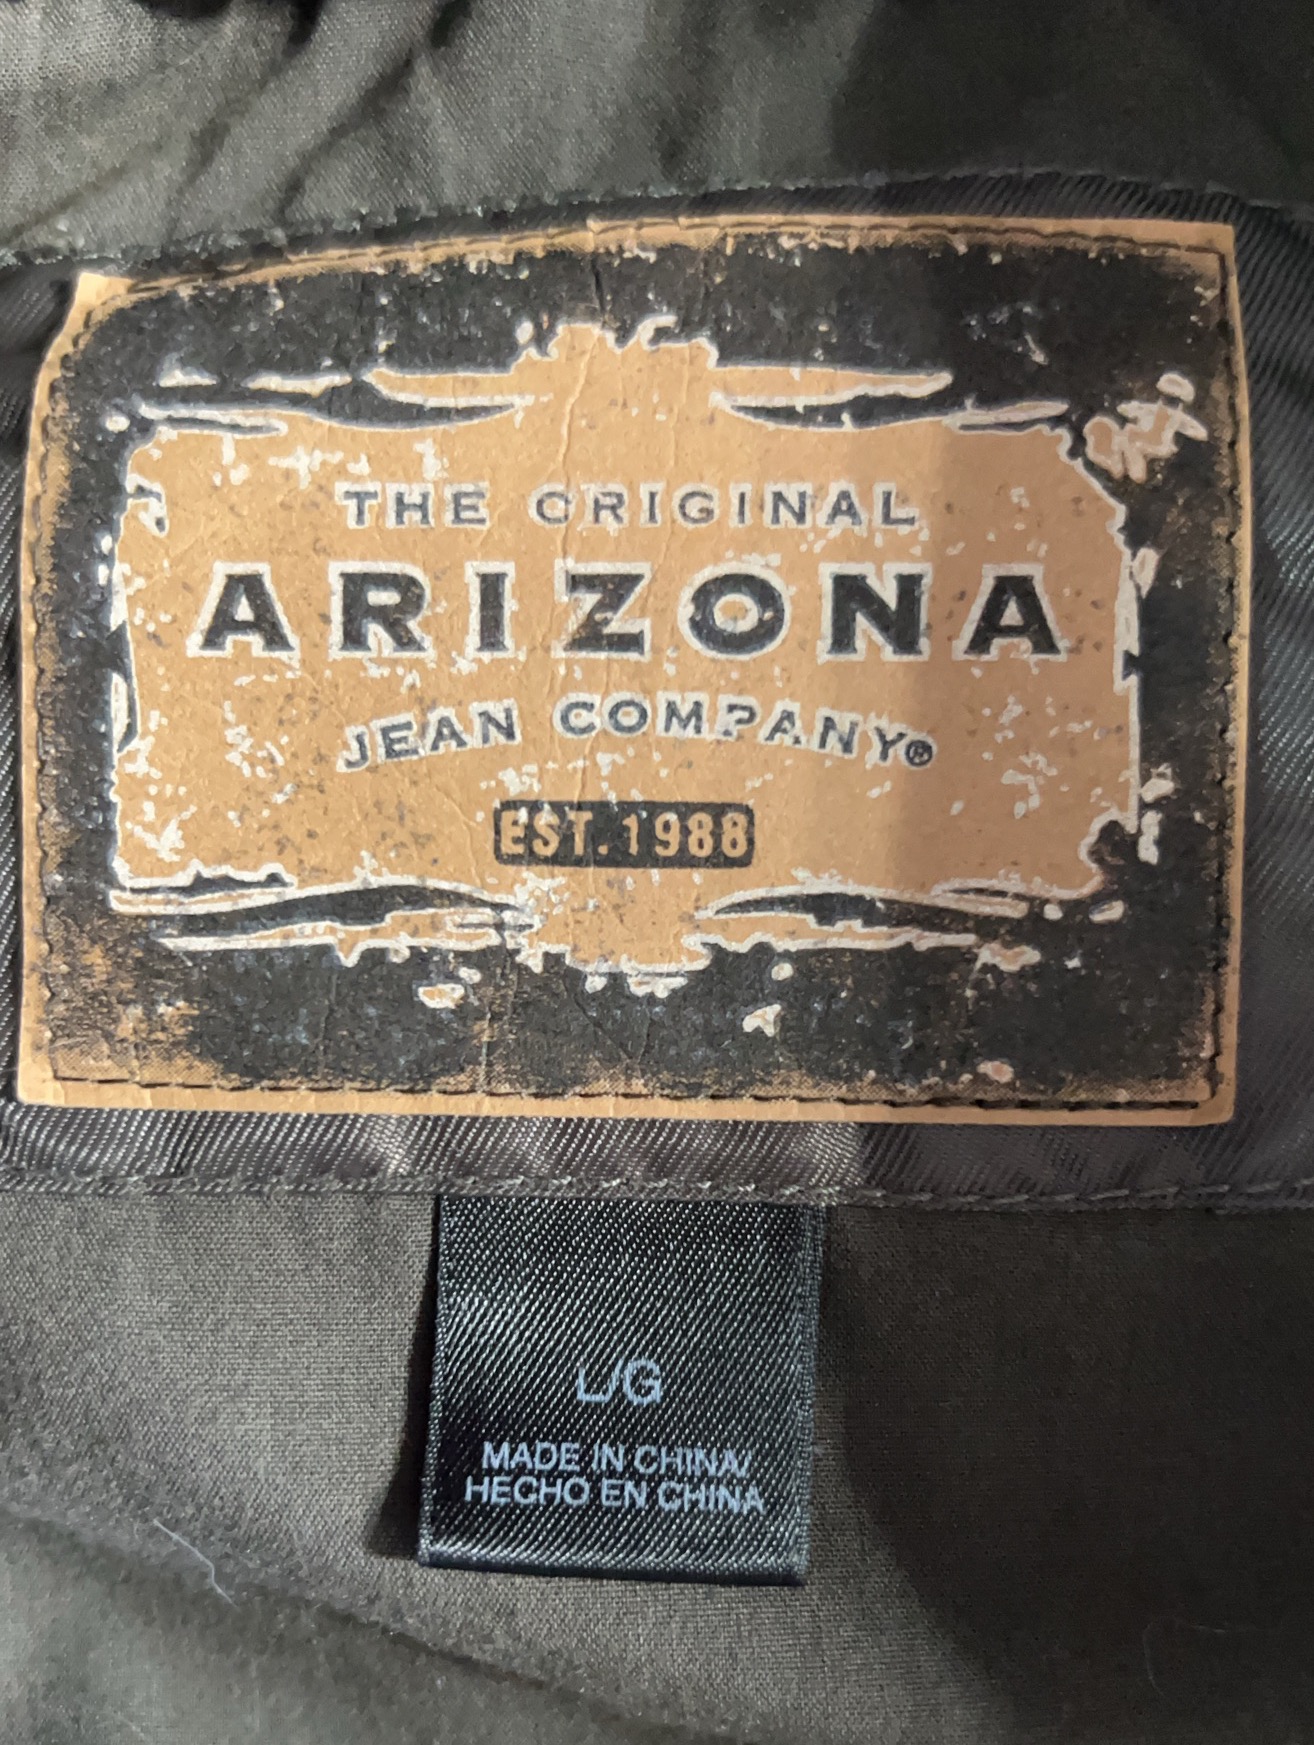 THE ORIGINAL
ARIZONA
JEAN COMPANY®
EST.1988
L/G
MADE IN CHINA/
HECHO EN CHINA